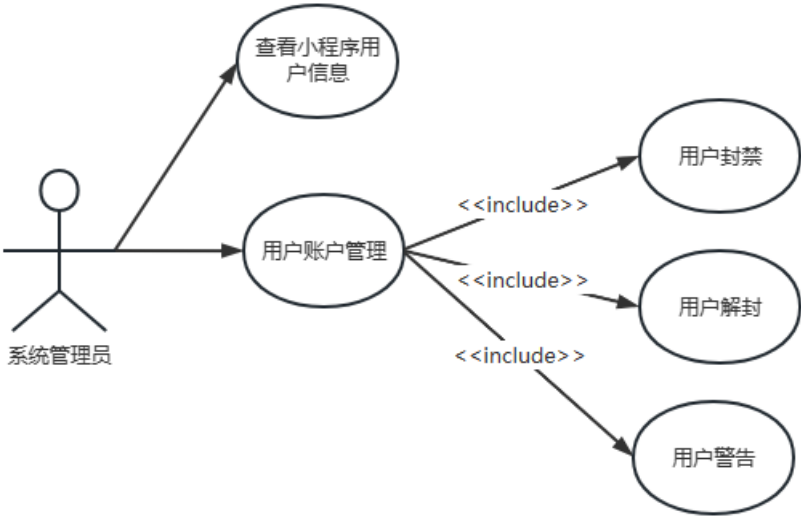 查看小程序用
户信息
用户封禁
<<include>>
用户账户管理
<<include>>
用户解封
系统管理员
<<include>>
用户警告